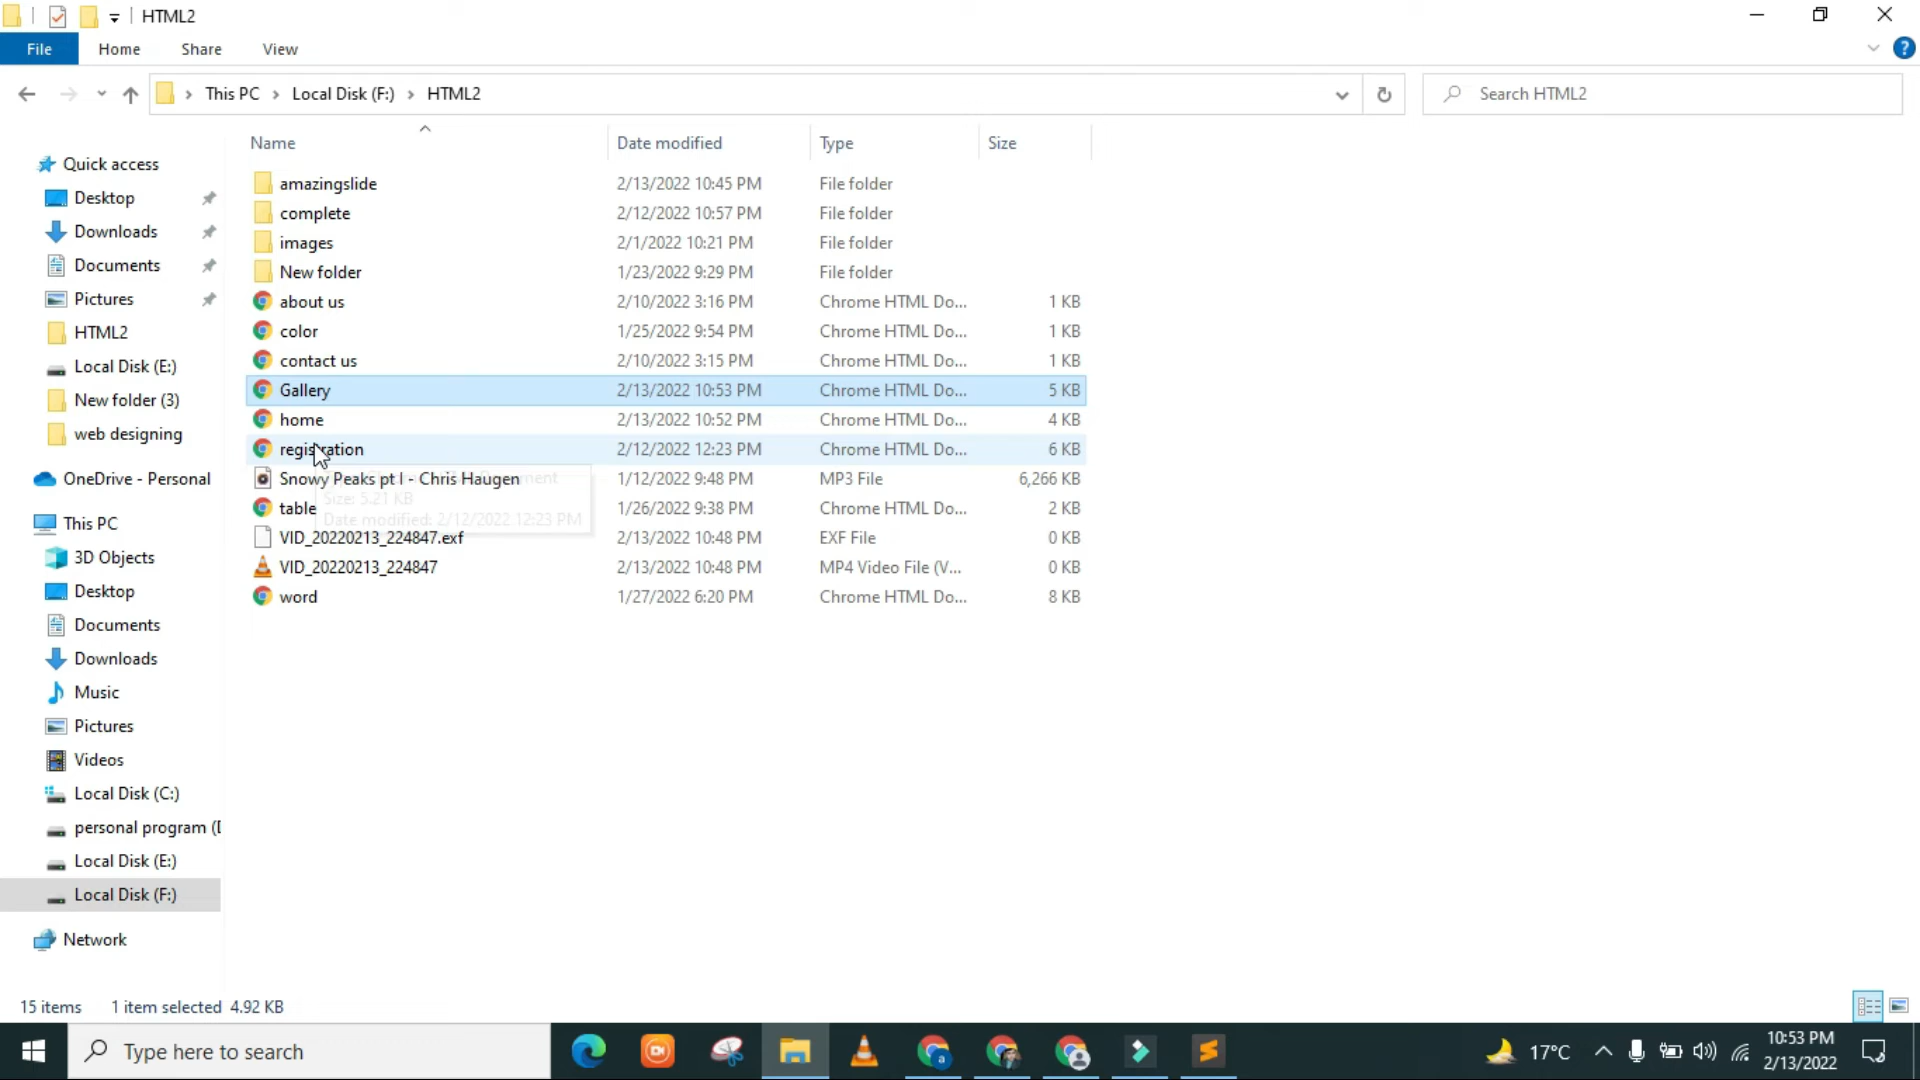 HTML2
File Home Share View
This PC Local Disk (F:) HTML2 Search HTML2
Name Date modified Type Size
Quick access
Desktop
Downloads
Documents
Pictures
HTML2
Local Disk (E:)
New folder (3)
web designing
OneDrive - Personal
This PC
3D Objects
Desktop
Documents
Downloads
Music
Pictures
Videos
Local Disk (C:)
personal program (
Local Disk (E:)
Local Disk (F:)
Network
amazingslide 2/13/2022 10:45 PM File folder
complete 2/12/2022 10:57 PM File folder
images 2/1/2022 10:21 PM File folder
New folder 1/23/2022 9:29 PM File folder
about us 2/10/2022 3:16 PM Chrome HTML Do... 1 KB
color 1/25/2022 9:54 PM Chrome HTML Do... 1 KB
contact us 2/10/2022 3:15 PM Chrome HTML Do... 1 KB
Gallery 2/13/2022 10:53 PM Chrome HTML Do... 5 KB
home 2/13/2022 10:52 PM Chrome HTML Do... 4 KB
registration 2/12/2022 12:23 PM Chrome HTML Do... 6 KB
Snowy Peaks pt I - Chris Haugen 1/12/2022 9:48 PM MP3 File 6,266 KB
Size: 5.21 KB
table 1/26/2022 9:38 PM Chrome HTML Do... 2 KB
Date modified: 2/12/2022 12:23 PM
VID_20220213_224847.exf 2/13/2022 10:48 PM EXF File 0 KB
VID_20220213_224847 2/13/2022 10:48 PM MP4 Video File (V... 0 KB
word 1/27/2022 6:20 PM Chrome HTML Do... 8 KB
15 items 1 item selected 4.92 KB
Type here to search
17°C
10:53 PM
2/13/2022